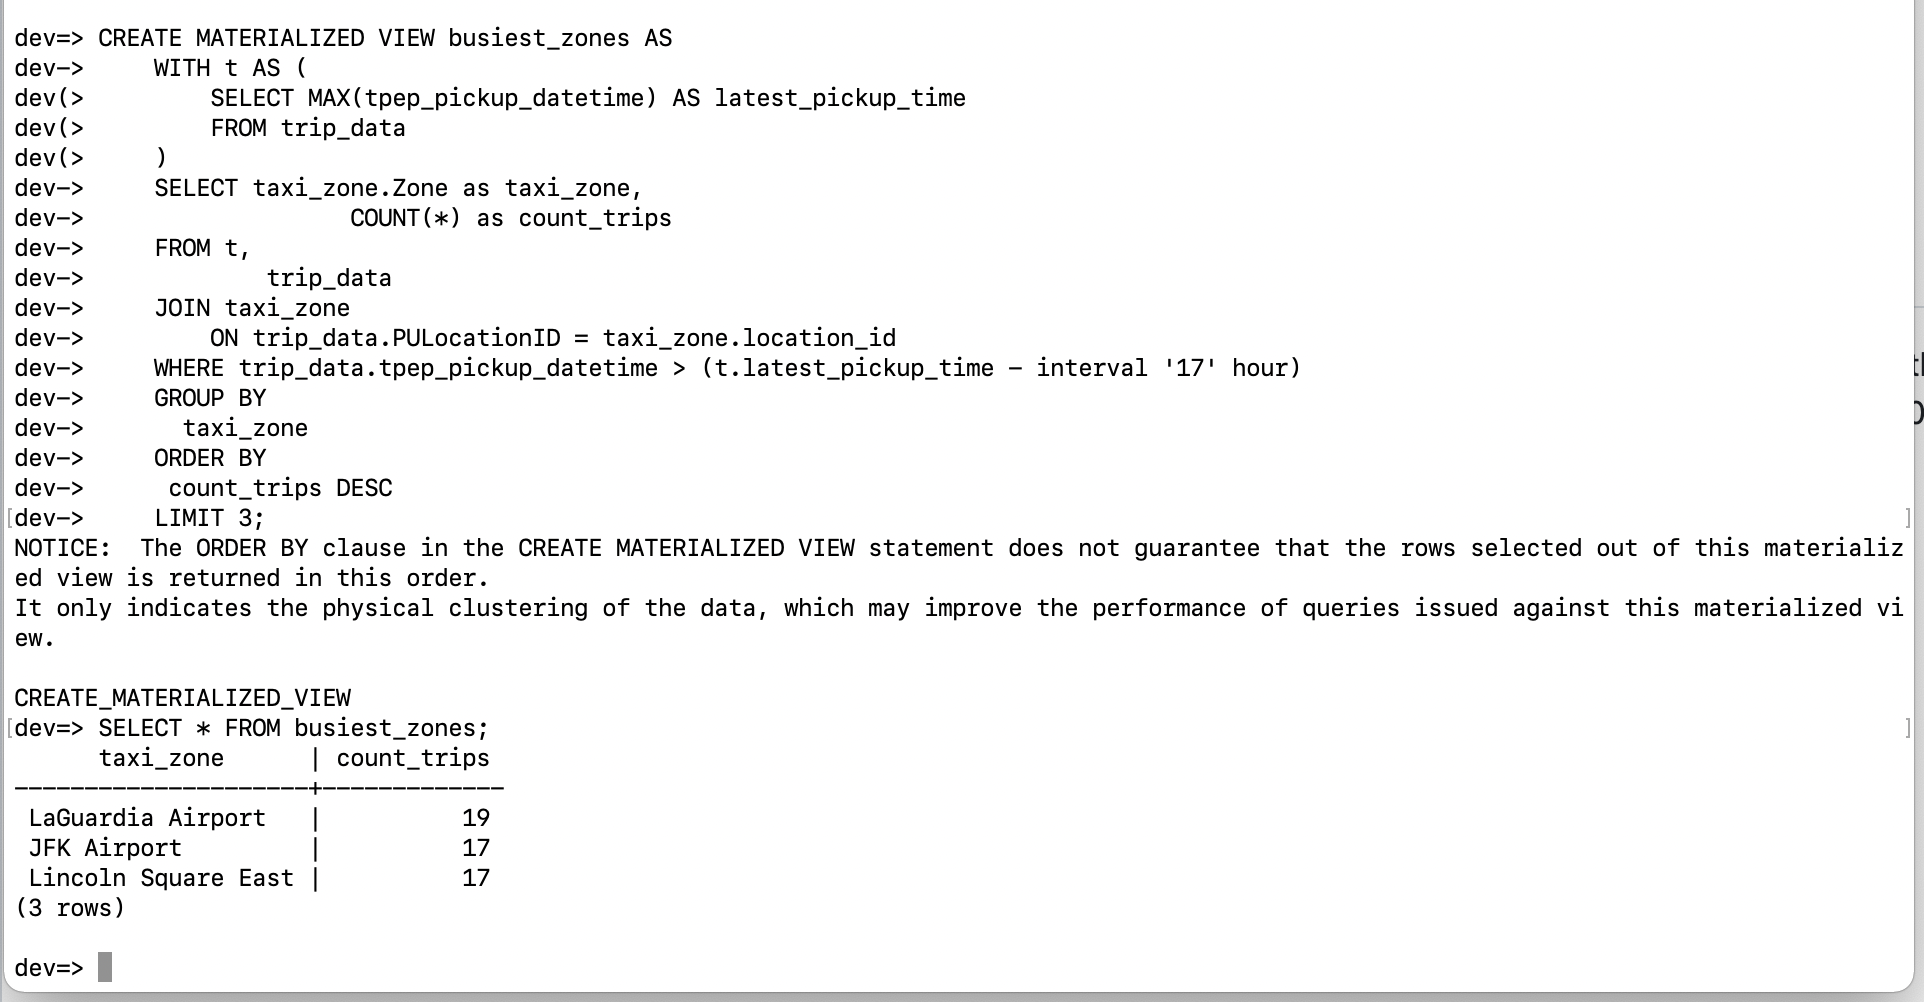 dev=> CREATE MATERIALIZED VIEW busiest_zones AS
dev->     WITH t AS (
dev(>         SELECT MAX(tpep_pickup_datetime) AS latest_pickup_time
dev(>         FROM trip_data
dev(>     )
dev->     SELECT taxi_zone.Zone as taxi_zone,
dev->                   COUNT(*) as count_trips
dev->     FROM t,
dev->             trip_data
dev->     JOIN taxi_zone
dev->         ON trip_data.PULocationID = taxi_zone.location_id
dev->     WHERE trip_data.tpep_pickup_datetime > (t.latest_pickup_time - interval '17' hour)
dev->     GROUP BY
dev->       taxi_zone
dev->     ORDER BY
dev->      count_trips DESC
[dev->     LIMIT 3; ]
NOTICE:  The ORDER BY clause in the CREATE MATERIALIZED VIEW statement does not guarantee that the rows selected out of this materializ
ed view is returned in this order.
It only indicates the physical clustering of the data, which may improve the performance of queries issued against this materialized vi
ew.
CREATE_MATERIALIZED_VIEW
[dev=> SELECT * FROM busiest_zones; ]
      taxi_zone      | count_trips
---------------------+-------------
 LaGuardia Airport   |          19
 JFK Airport         |          17
 Lincoln Square East |          17
(3 rows)
dev=>